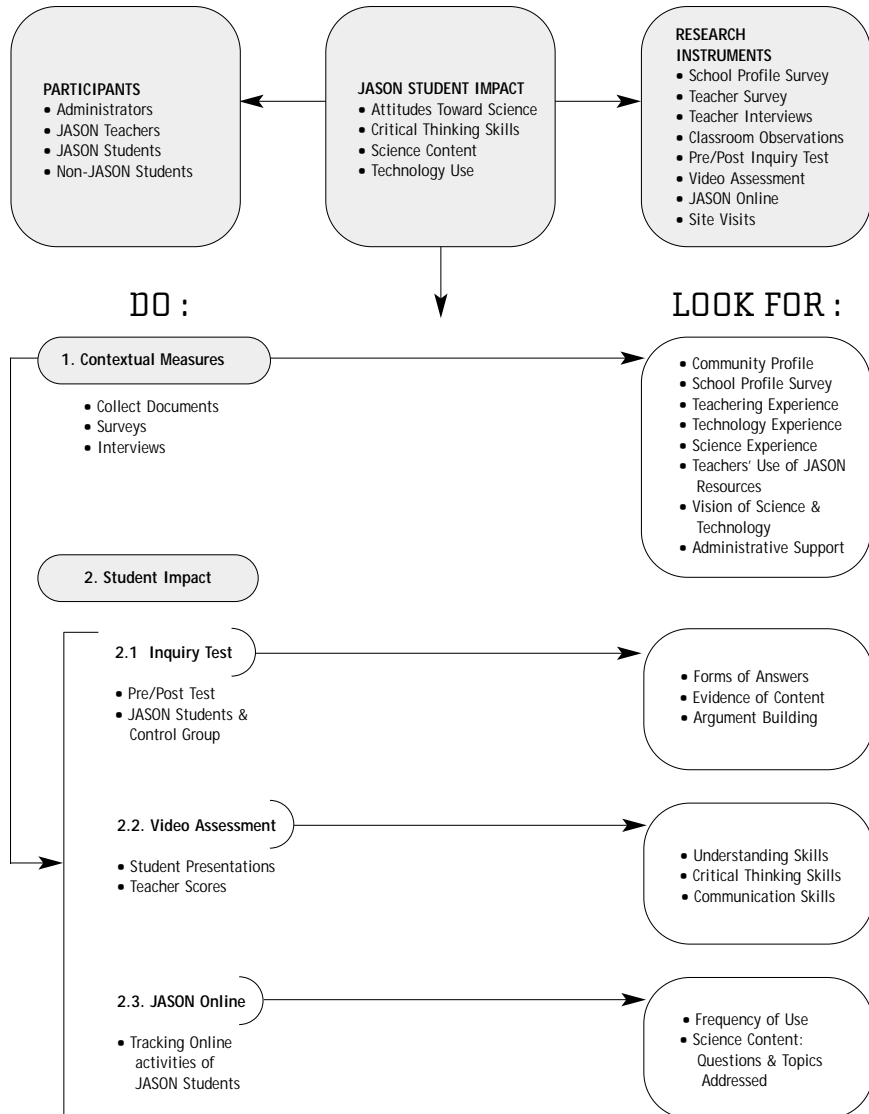 PARTICIPANTS
• Administrators
• JASON Teachers
• JASON Students
• Non-JASON Students
JASON STUDENT IMPACT
• Attitudes Toward Science
• Critical Thinking Skills
• Science Content
• Technology Use
RESEARCH
INSTRUMENTS
• School Profile Survey
• Teacher Survey
• Teacher Interviews
• Classroom Observations
• Pre/Post Inquiry Test
• Video Assessment
• JASON Online
• Site Visits
DO :
LOOK FOR :
1. Contextual Measures
• Collect Documents
• Surveys
• Interviews
• Community Profile
• School Profile Survey
• Teachering Experience
• Technology Experience
• Science Experience
• Teachers' Use of JASON
Resources
• Vision of Science &
Technology
• Administrative Support
2. Student Impact
2.1 Inquiry Test
• Pre/Post Test
• JASON Students &
Control Group
• Forms of Answers
• Evidence of Content
• Argument Building
2.2. Video Assessment
• Student Presentations
• Teacher Scores
• Understanding Skills
• Critical Thinking Skills
• Communication Skills
2.3. JASON Online
• Tracking Online
activities of
JASON Students
• Frequency of Use
• Science Content:
Questions & Topics
Addressed